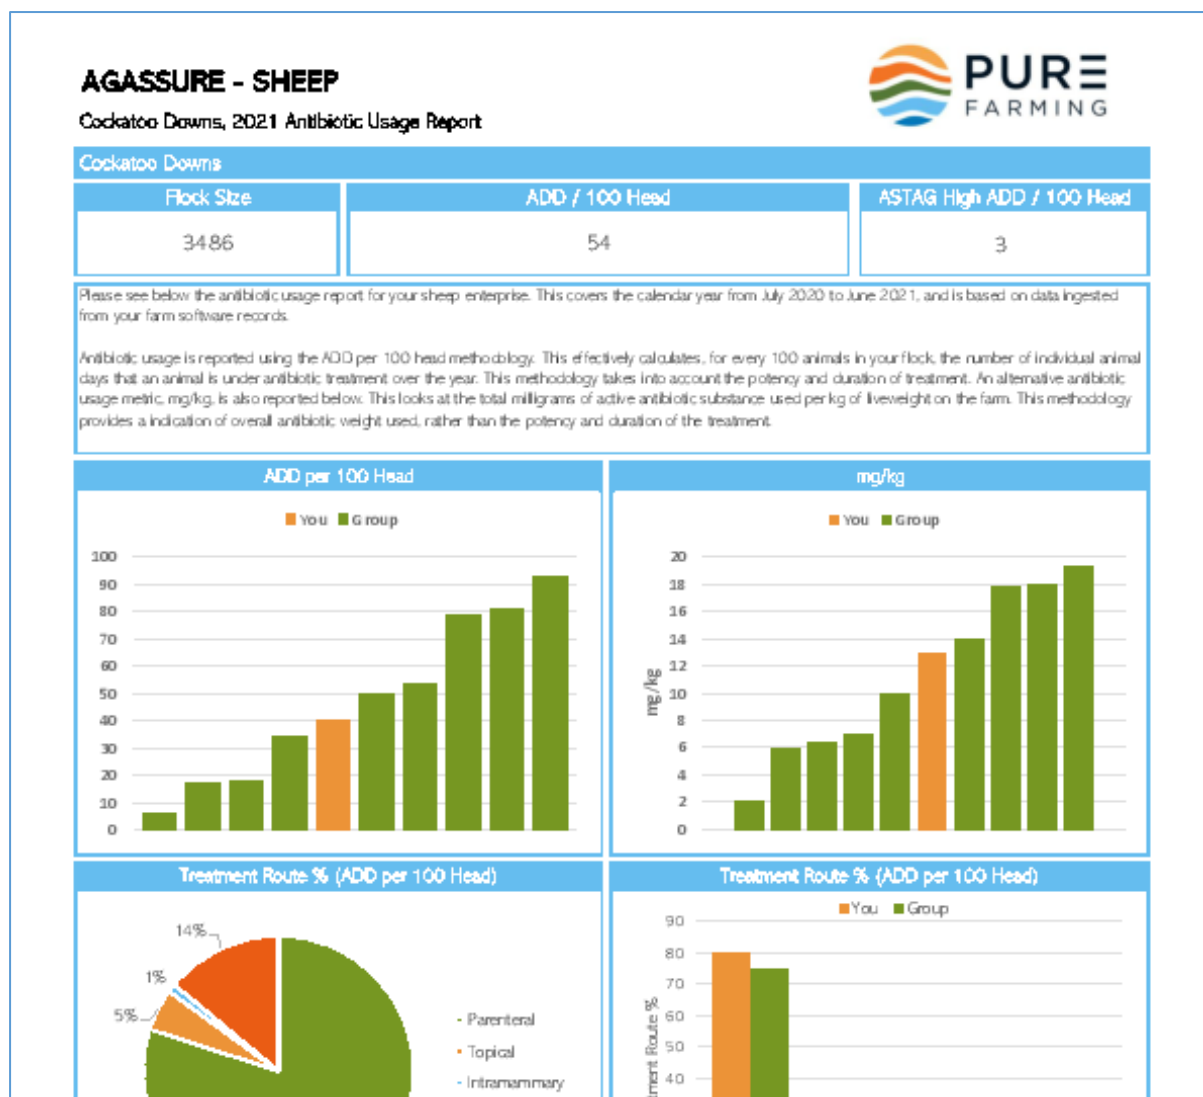 AGASSURE - SHEEP
PURE
FARMING
Cockatoo Downs, 2021 Antibiotic Usage Report
Cockatoo Downs
Flock Size
ADD / 100 Head
ASTAG High ADD / 100 Head
3486
54
3
Please see below the antibiotic usage report for your sheep enterprise. This covers the calendar year from July 2020 to June 2021, and is based on data ingested
from your farm software records.
Antibiotic usage is reported using the ADD per 100 head methodology. This effectively calculates, for every 100 animals in your flock, the number of individual animal
days that an animal is under antibiotic treatment over the year. This methodology takes into account the potency and duration of treatment. An alternative antibiotic
usage metric, mg/kg, is also reported below. This looks at the total milligrams of active antibiotic substance used per kg of liveweight on the farm. This methodology
provides a indication of overall antibiotic weight used, rather than the potency and duration of the treatment.
ADD per 100 Head
You Group
100
90
80
70
60
50
40
30
20
10
0
mg/kg
You Group
20
18
16
14
12
10
8
6
4
2
0
mg/kg
Treatment Route % (ADD per 100 Head)
14%
1%
5%
- Parenteral
- Topical
- Intramammary
Treatment Route % (ADD per 100 Head)
You Group
90
80
70
60
50
40
tment Route %